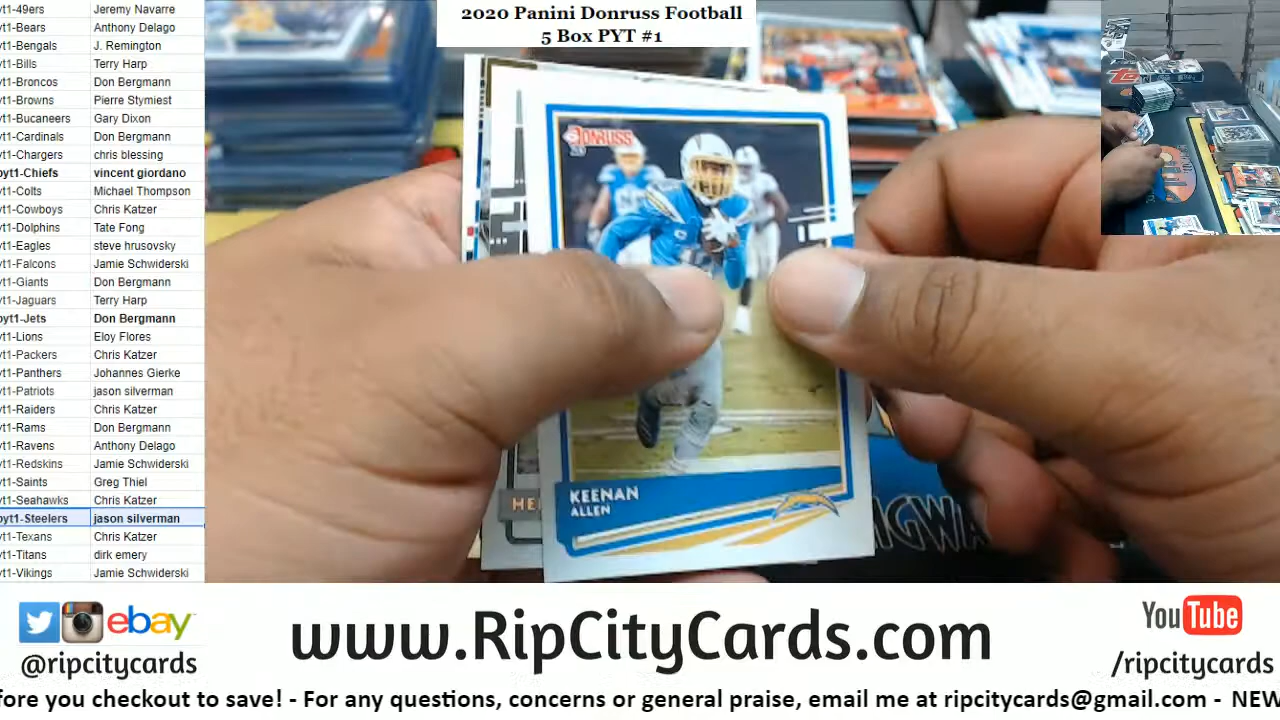 2020 Panini Donruss Football
5 Box PYT #1
yt1-49ers Jeremy Navarre
yt1-Bears Anthony Delago
yt1-Bengals J. Remington
yt1-Bills Terry Harp
yt1-Broncos Don Bergmann
yt1-Browns Pierre Stymiest
yt1-Bucaneers Gary Dixon
yt1-Cardinals Don Bergmann
yt1-Chargers chris blessing
pyt1-Chiefs vincent giordano
yt1-Colts Michael Thompson
yt1-Cowboys Chris Katzer
yt1-Dolphins Tate Fong
yt1-Eagles steve hrusovsky
yt1-Falcons Jamie Schwiderski
yt1-Giants Don Bergmann
yt1-Jaguars Terry Harp
pyt1-Jets Don Bergmann
yt1-Lions Eloy Flores
yt1-Packers Chris Katzer
yt1-Panthers Johannes Gierke
yt1-Patriots jason silverman
yt1-Raiders Chris Katzer
yt1-Rams Don Bergmann
yt1-Ravens Anthony Delago
yt1-Redskins Jamie Schwiderski
yt1-Saints Greg Thiel
yt1-Seahawks Chris Katzer
pyt1-Steelers jason silverman
yt1-Texans Chris Katzer
yt1-Titans dirk emery
yt1-Vikings Jamie Schwiderski
DONRUSS
KEENAN
ALLEN
HE
ebay
@ripcitycards
www.RipCityCards.com
YouTube
/ripcitycards
fore you checkout to save! - For any questions, concerns or general praise, email me at ripcitycards@gmail.com - NEW